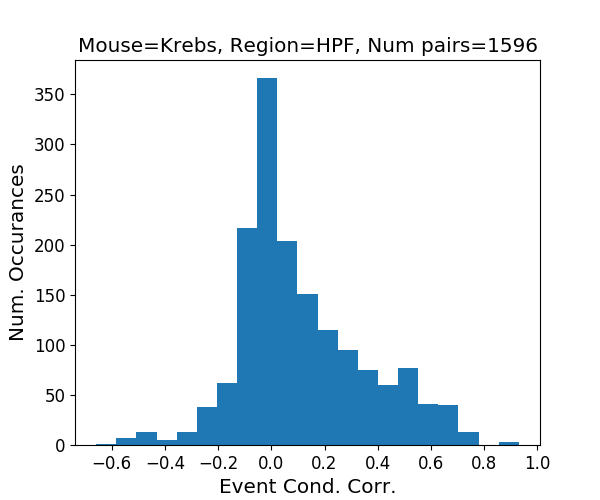 Mouse=Krebs, Region=HPF, Num pairs=1596
Num. Occurances
350
300
250
200
150
100
50
0
−0.6 −0.4 −0.2 0.0 0.2 0.4 0.6 0.8 1.0
Event Cond. Corr.